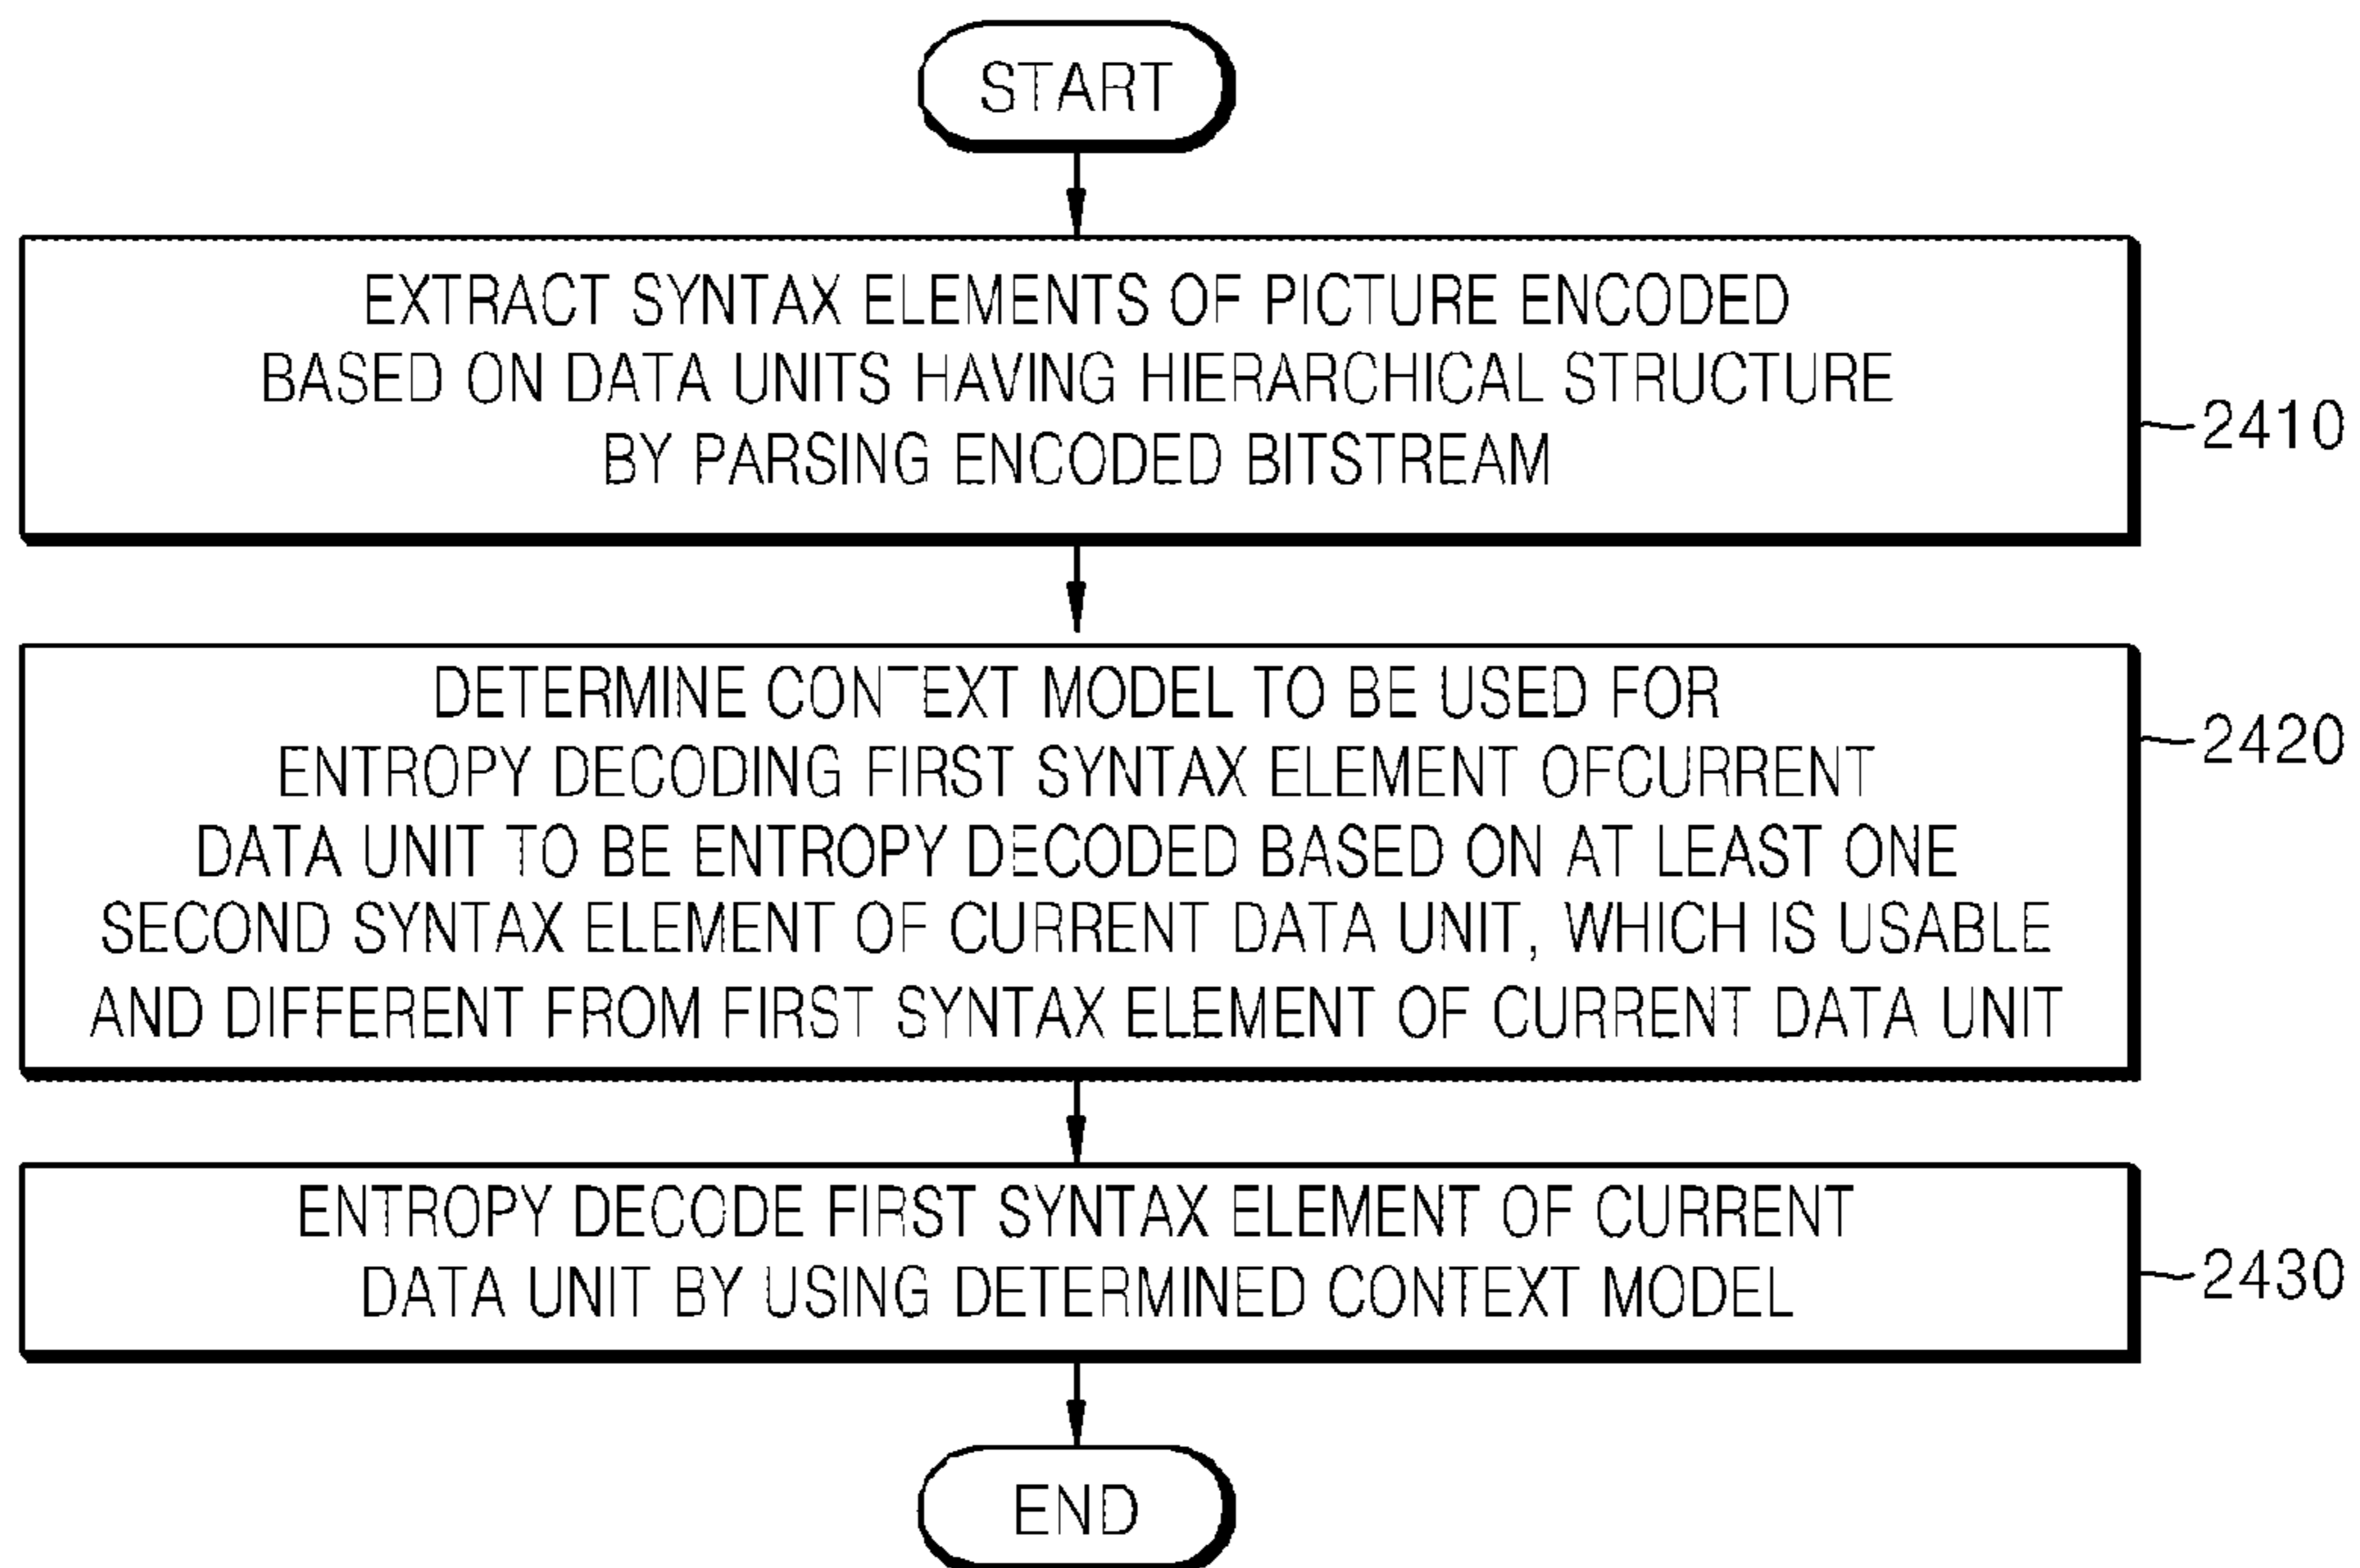 START
EXTRACT SYNTAX ELEMENTS OF PICTURE ENCODED
BASED ON DATA UNITS HAVING HIERARCHICAL STRUCTURE
BY PARSING ENCODED BITSTREAM
2410
DETERMINE CONTEXT MODEL TO BE USED FOR
ENTROPY DECODING FIRST SYNTAX ELEMENT OFCURRENT
DATA UNIT TO BE ENTROPY DECODED BASED ON AT LEAST ONE
SECOND SYNTAX ELEMENT OF CURRENT DATA UNIT, WHICH IS USABLE
AND DIFFERENT FROM FIRST SYNTAX ELEMENT OF CURRENT DATA UNIT
2420
ENTROPY DECODE FIRST SYNTAX ELEMENT OF CURRENT
DATA UNIT BY USING DETERMINED CONTEXT MODEL
2430
END